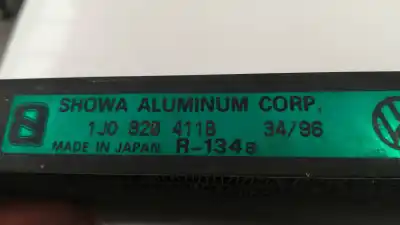 SHOWA ALUMINUM CORP.
1J0 820 411B 34/96
MADE IN JAPAN R-134a